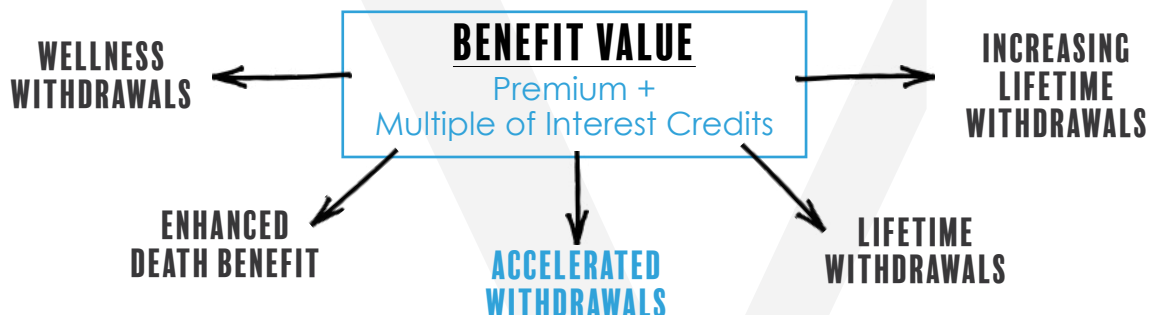 BENEFIT VALUE
Premium +
Multiple of Interest Credits
WELLNESS
WITHDRAWALS
INCREASING
LIFETIME
WITHDRAWALS
ENHANCED
DEATH BENEFIT
ACCELERATED
WITHDRAWALS
LIFETIME
WITHDRAWALS